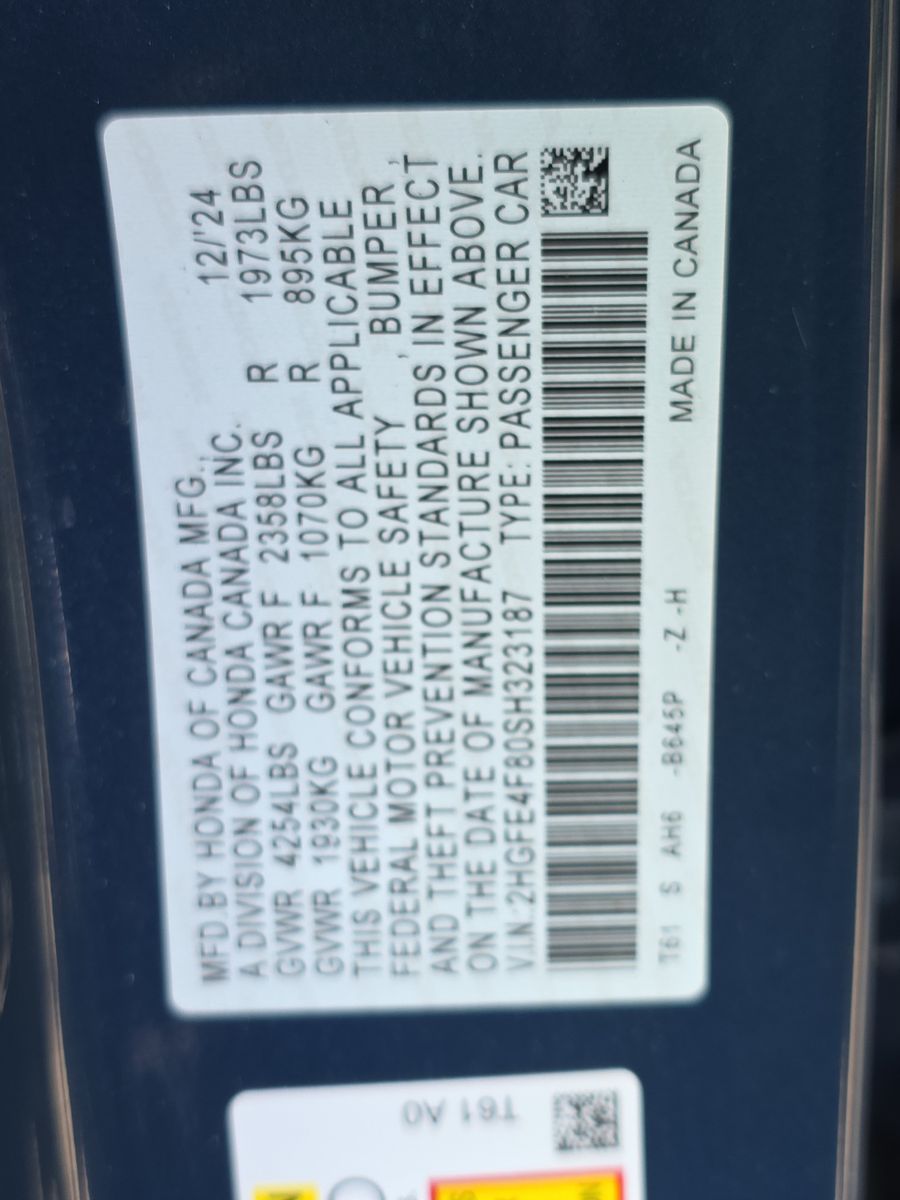 MFD.BY HONDA OF CANADA MFG., 12/'24
A DIVISION OF HONDA CANADA INC.
GVWR 4254LBS GAWR F 2358LBS R 1973LBS
GVWR 1930KG GAWR F 1070KG R 895KG
THIS VEHICLE CONFORMS TO ALL APPLICABLE
FEDERAL MOTOR VEHICLE SAFETY , BUMPER ,
AND THEFT PREVENTION STANDARDS IN EFFECT
ON THE DATE OF MANUFACTURE SHOWN ABOVE.
V.I.N:2HGFE4F80SH323187 TYPE: PASSENGER CAR
T61 S AH6 -B645P -Z -H MADE IN CANADA
T61 A0